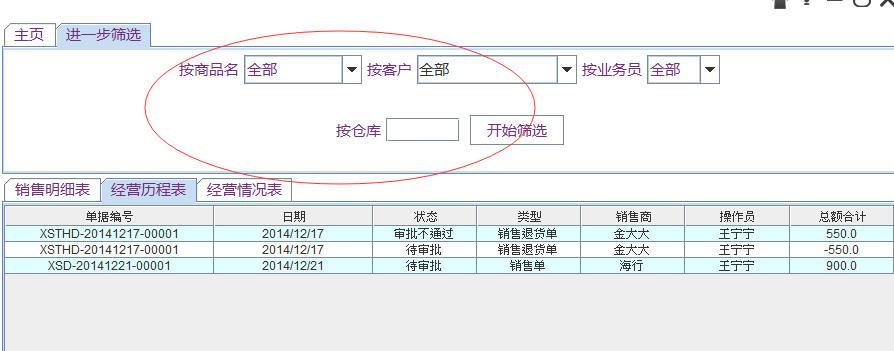 主页 进一步筛选
按商品名 全部 按客户 全部 按业务员 全部
按仓库 开始筛选
销售明细表 经营历程表 经营情况表
单据编号 日期 状态 类型 销售商 操作员 总额合计
XSTHD-20141217-00001 2014/12/17 审批不通过 销售退货单 金大大 王宁宁 550.0
XSTHD-20141217-00001 2014/12/17 待审批 销售退货单 金大大 王宁宁 -550.0
XSD-20141221-00001 2014/12/21 待审批 销售单 海行 王宁宁 900.0